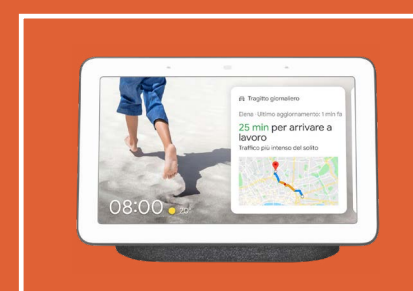 Tragitto giornaliero
Elena · Ultimo aggiornamento: 1 min fa
25 min per arrivare a
lavoro
Traffico più intenso del solito
08:00